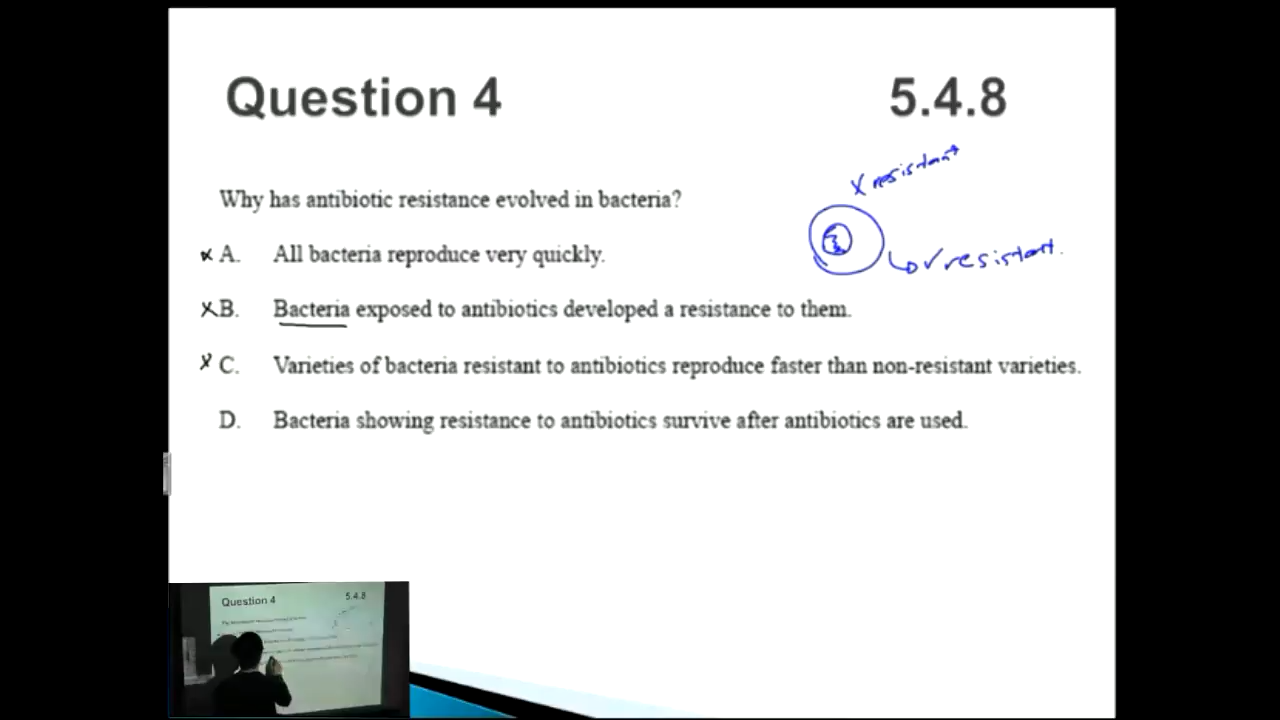 Question 4
5.4.8
x resistant
Why has antibiotic resistance evolved in bacteria?
x A. All bacteria reproduce very quickly.
✓ resistant.
x B. Bacteria exposed to antibiotics developed a resistance to them.
x C. Varieties of bacteria resistant to antibiotics reproduce faster than non-resistant varieties.
D. Bacteria showing resistance to antibiotics survive after antibiotics are used.
Question 4
5.4.8